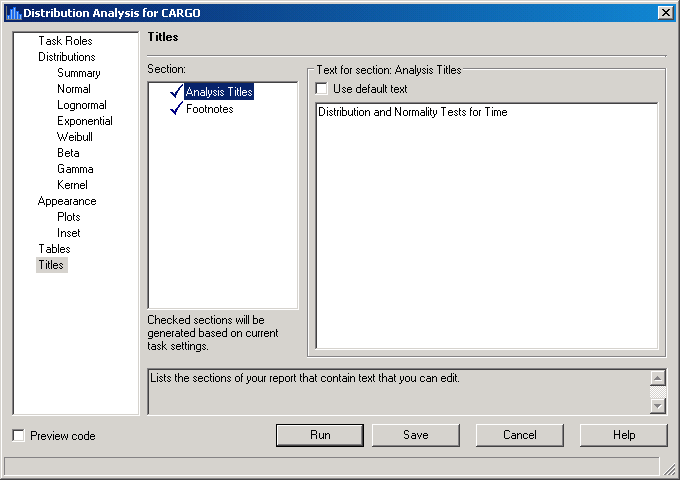 Distribution Analysis for CARGO
Task Roles
Distributions
Summary
Normal
Lognormal
Exponential
Weibull
Beta
Gamma
Kernel
Appearance
Plots
Inset
Tables
Titles
Titles
Section:
Analysis Titles
Footnotes
Checked sections will be
generated based on current
task settings.
Text for section: Analysis Titles
Use default text
Distribution and Normality Tests for Time
Lists the sections of your report that contain text that you can edit.
Preview code
Run
Save
Cancel
Help